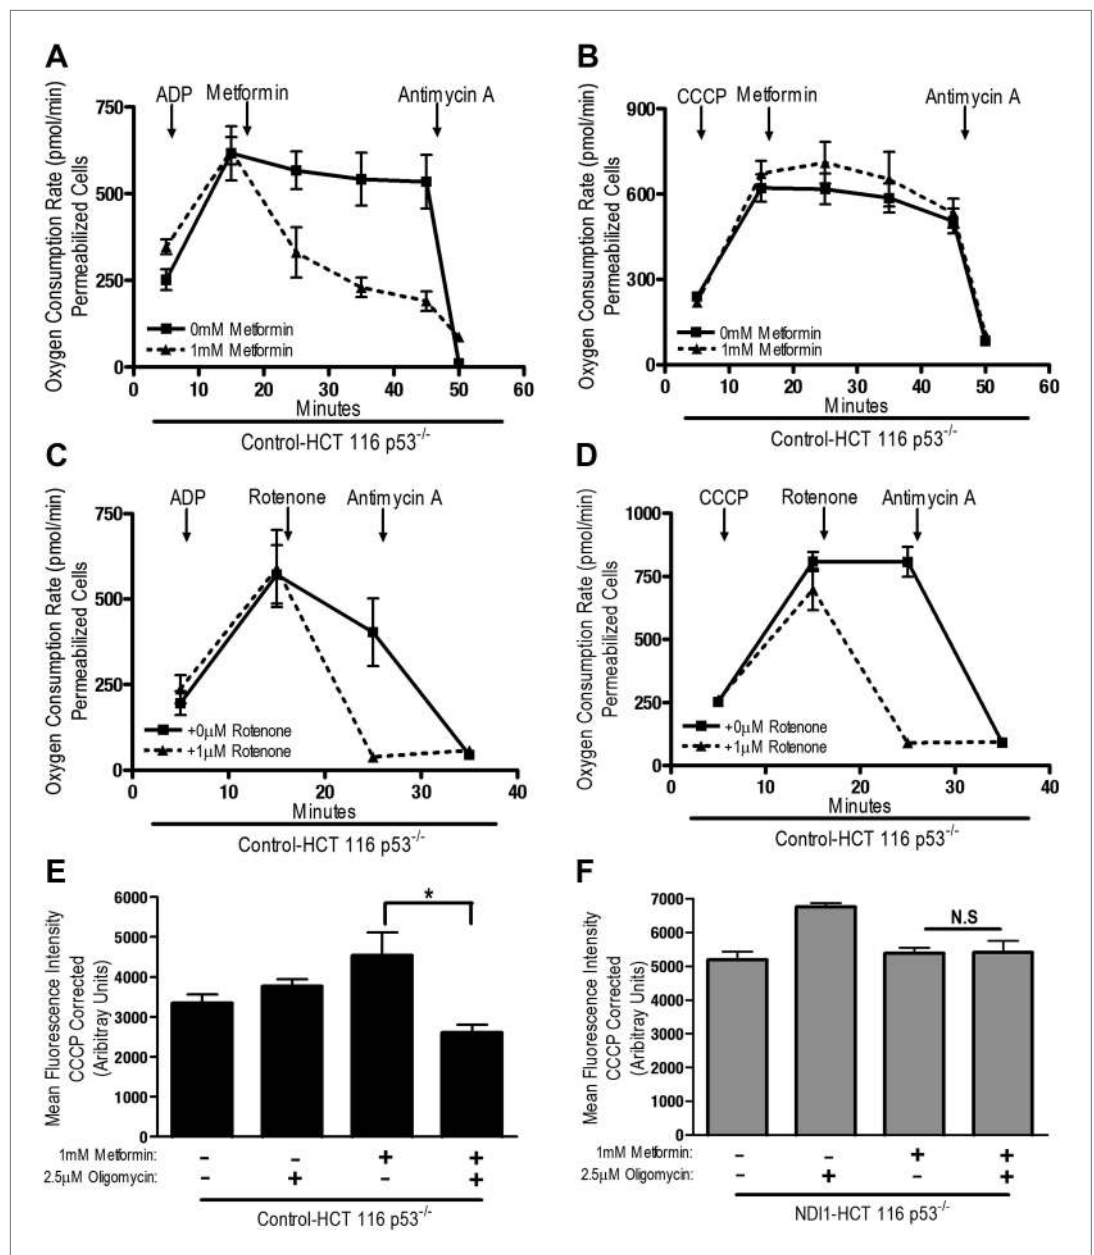 A
ADP
Metformin
Antimycin A
Oxygen Consumption Rate (pmol/min)
Permeabilized Cells
750
500
250
0
0mM Metformin
1mM Metformin
0 10 20 30 40 50 60
Minutes
Control-HCT 116 p53-/-
B
CCCP
Metformin
Antimycin A
Oxygen Consumption Rate (pmol/min)
Permeabilized Cells
900
600
300
0
0mM Metformin
1mM Metformin
0 10 20 30 40 50 60
Minutes
Control-HCT 116 p53-/-
C
ADP
Rotenone
Antimycin A
Oxygen Consumption Rate (pmol/min)
Permeabilized Cells
750
500
250
0
+0µM Rotenone
+1µM Rotenone
0 10 20 30 40
Minutes
Control-HCT 116 p53-/-
D
CCCP
Rotenone
Antimycin A
Oxygen Consumption Rate (pmol/min)
Permeabilized Cells
1000
750
500
250
0
+0µM Rotenone
+1µM Rotenone
0 10 20 30 40
Minutes
Control-HCT 116 p53-/-
E
Mean Fluorescence Intensity
CCCP Corrected
(Aribitray Units)
6000
5000
4000
3000
2000
1000
0
*
1mM Metformin: - - + +
2.5µM Oligomycin: - + - +
Control-HCT 116 p53-/-
F
Mean Fluorescence Intensity
CCCP Corrected
(Aribitray Units)
7000
6000
5000
4000
3000
2000
1000
0
N.S
1mM Metformin: - - + +
2.5µM Oligomycin: - + - +
NDI1-HCT 116 p53-/-